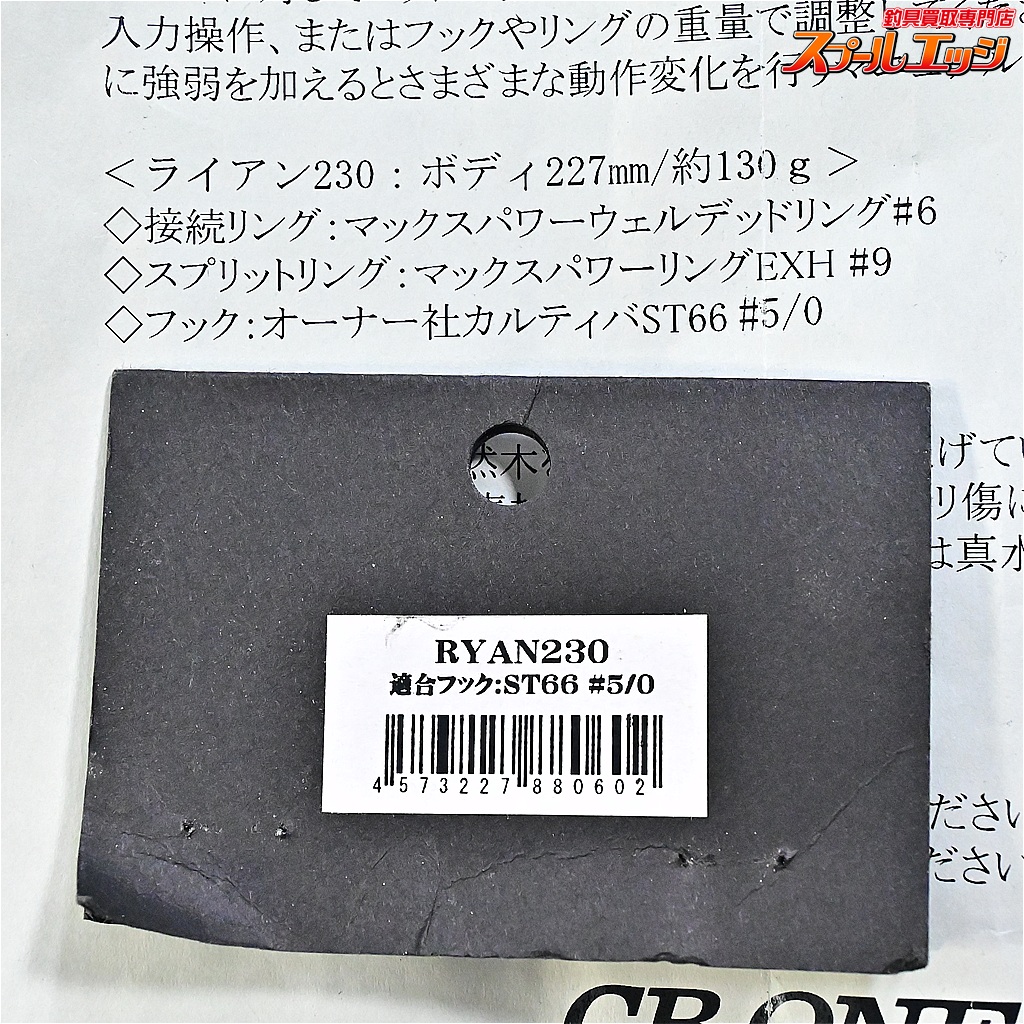 釣具買取専門店
スプールエッジ
入力操作、またはフックやリングの重量で調整して
に強弱を加えるとさまざまな動作変化を行
＜ライアン230：ボディ227mm/約130ｇ＞
◇接続リング：マックスパワーウェルデッドリング#6
◇スプリットリング：マックスパワーリングEXH #9
◇フック：オーナー社カルティバST66 #5/0
然木
げてい
リ傷に
は真水
RYAN230
適合フック:ST66 #5/0
4573227880602
ださい
ださい
CB ONE